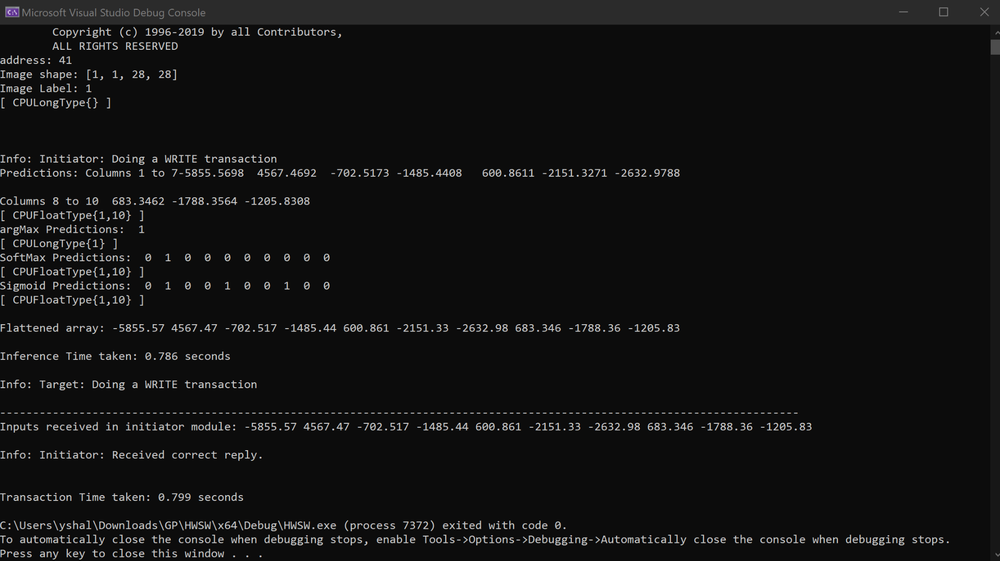 Microsoft Visual Studio Debug Console
Copyright (c) 1996-2019 by all Contributors,
ALL RIGHTS RESERVED
address: 41
Image shape: [1, 1, 28, 28]
Image Label: 1
[ CPULongType{} ]
Info: Initiator: Doing a WRITE transaction
Predictions: Columns 1 to 7-5855.5698  4567.4692  -702.5173 -1485.4408   600.8611 -2151.3271 -2632.9788
Columns 8 to 10  683.3462 -1788.3564 -1205.8308
[ CPUFloatType{1,10} ]
argMax Predictions:  1
[ CPULongType{1} ]
SoftMax Predictions:  0  1  0  0  0  0  0  0  0  0
[ CPUFloatType{1,10} ]
Sigmoid Predictions:  0  1  0  0  1  0  0  1  0  0
[ CPUFloatType{1,10} ]
Flattened array: -5855.57 4567.47 -702.517 -1485.44 600.861 -2151.33 -2632.98 683.346 -1788.36 -1205.83
Inference Time taken: 0.786 seconds
Info: Target: Doing a WRITE transaction
-------------------------------------------------------------------------------------------------------------------------
Inputs received in initiator module: -5855.57 4567.47 -702.517 -1485.44 600.861 -2151.33 -2632.98 683.346 -1788.36 -1205.83
Info: Initiator: Received correct reply.
Transaction Time taken: 0.799 seconds
C:\Users\yshal\Downloads\GP\HWSW\x64\Debug\HWSW.exe (process 7372) exited with code 0.
To automatically close the console when debugging stops, enable Tools->Options->Debugging->Automatically close the console when debugging stops.
Press any key to close this window . . .